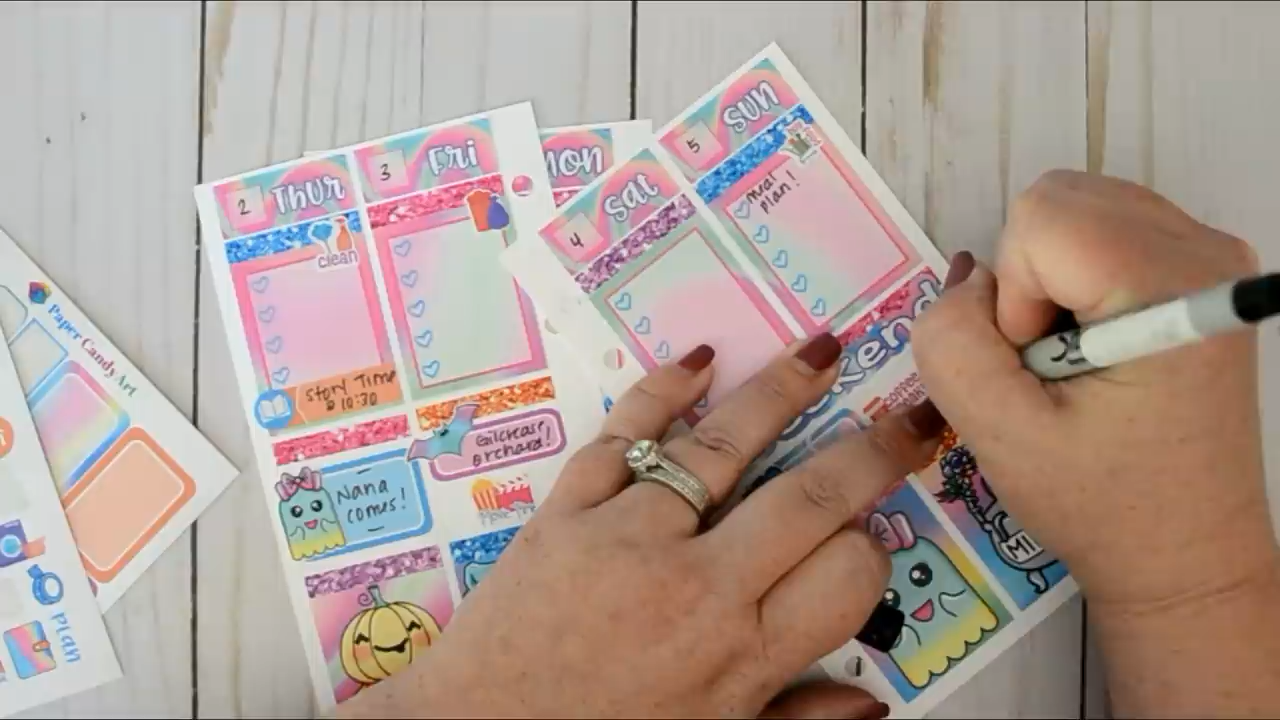 2
Thur
clean
Story Time
@ 10:30
Nana
comes!
3
Fri
Gilcrease
orchard!
4
Sat
5
Sun
meal
plan!
Paper Candy Art
PLAN
MI